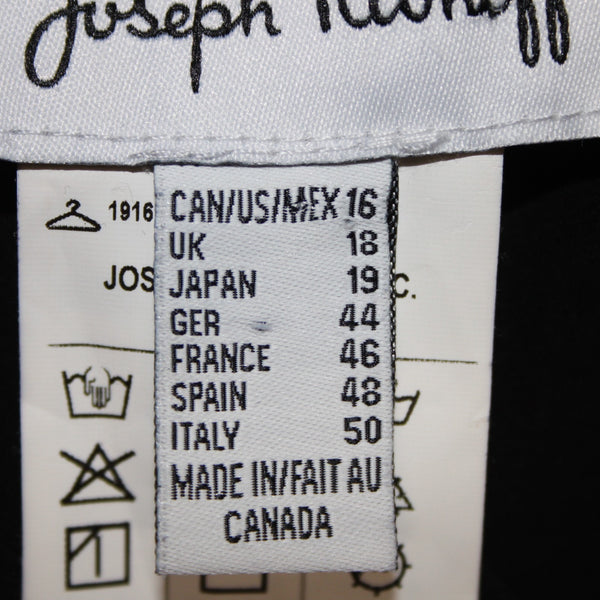 Joseph Ribkoff
1916
CAN/US/MEX 16
UK 18
JOS C.
JAPAN 19
GER 44
FRANCE 46
SPAIN 48
ITALY 50
MADE IN/FAIT AU
CANADA